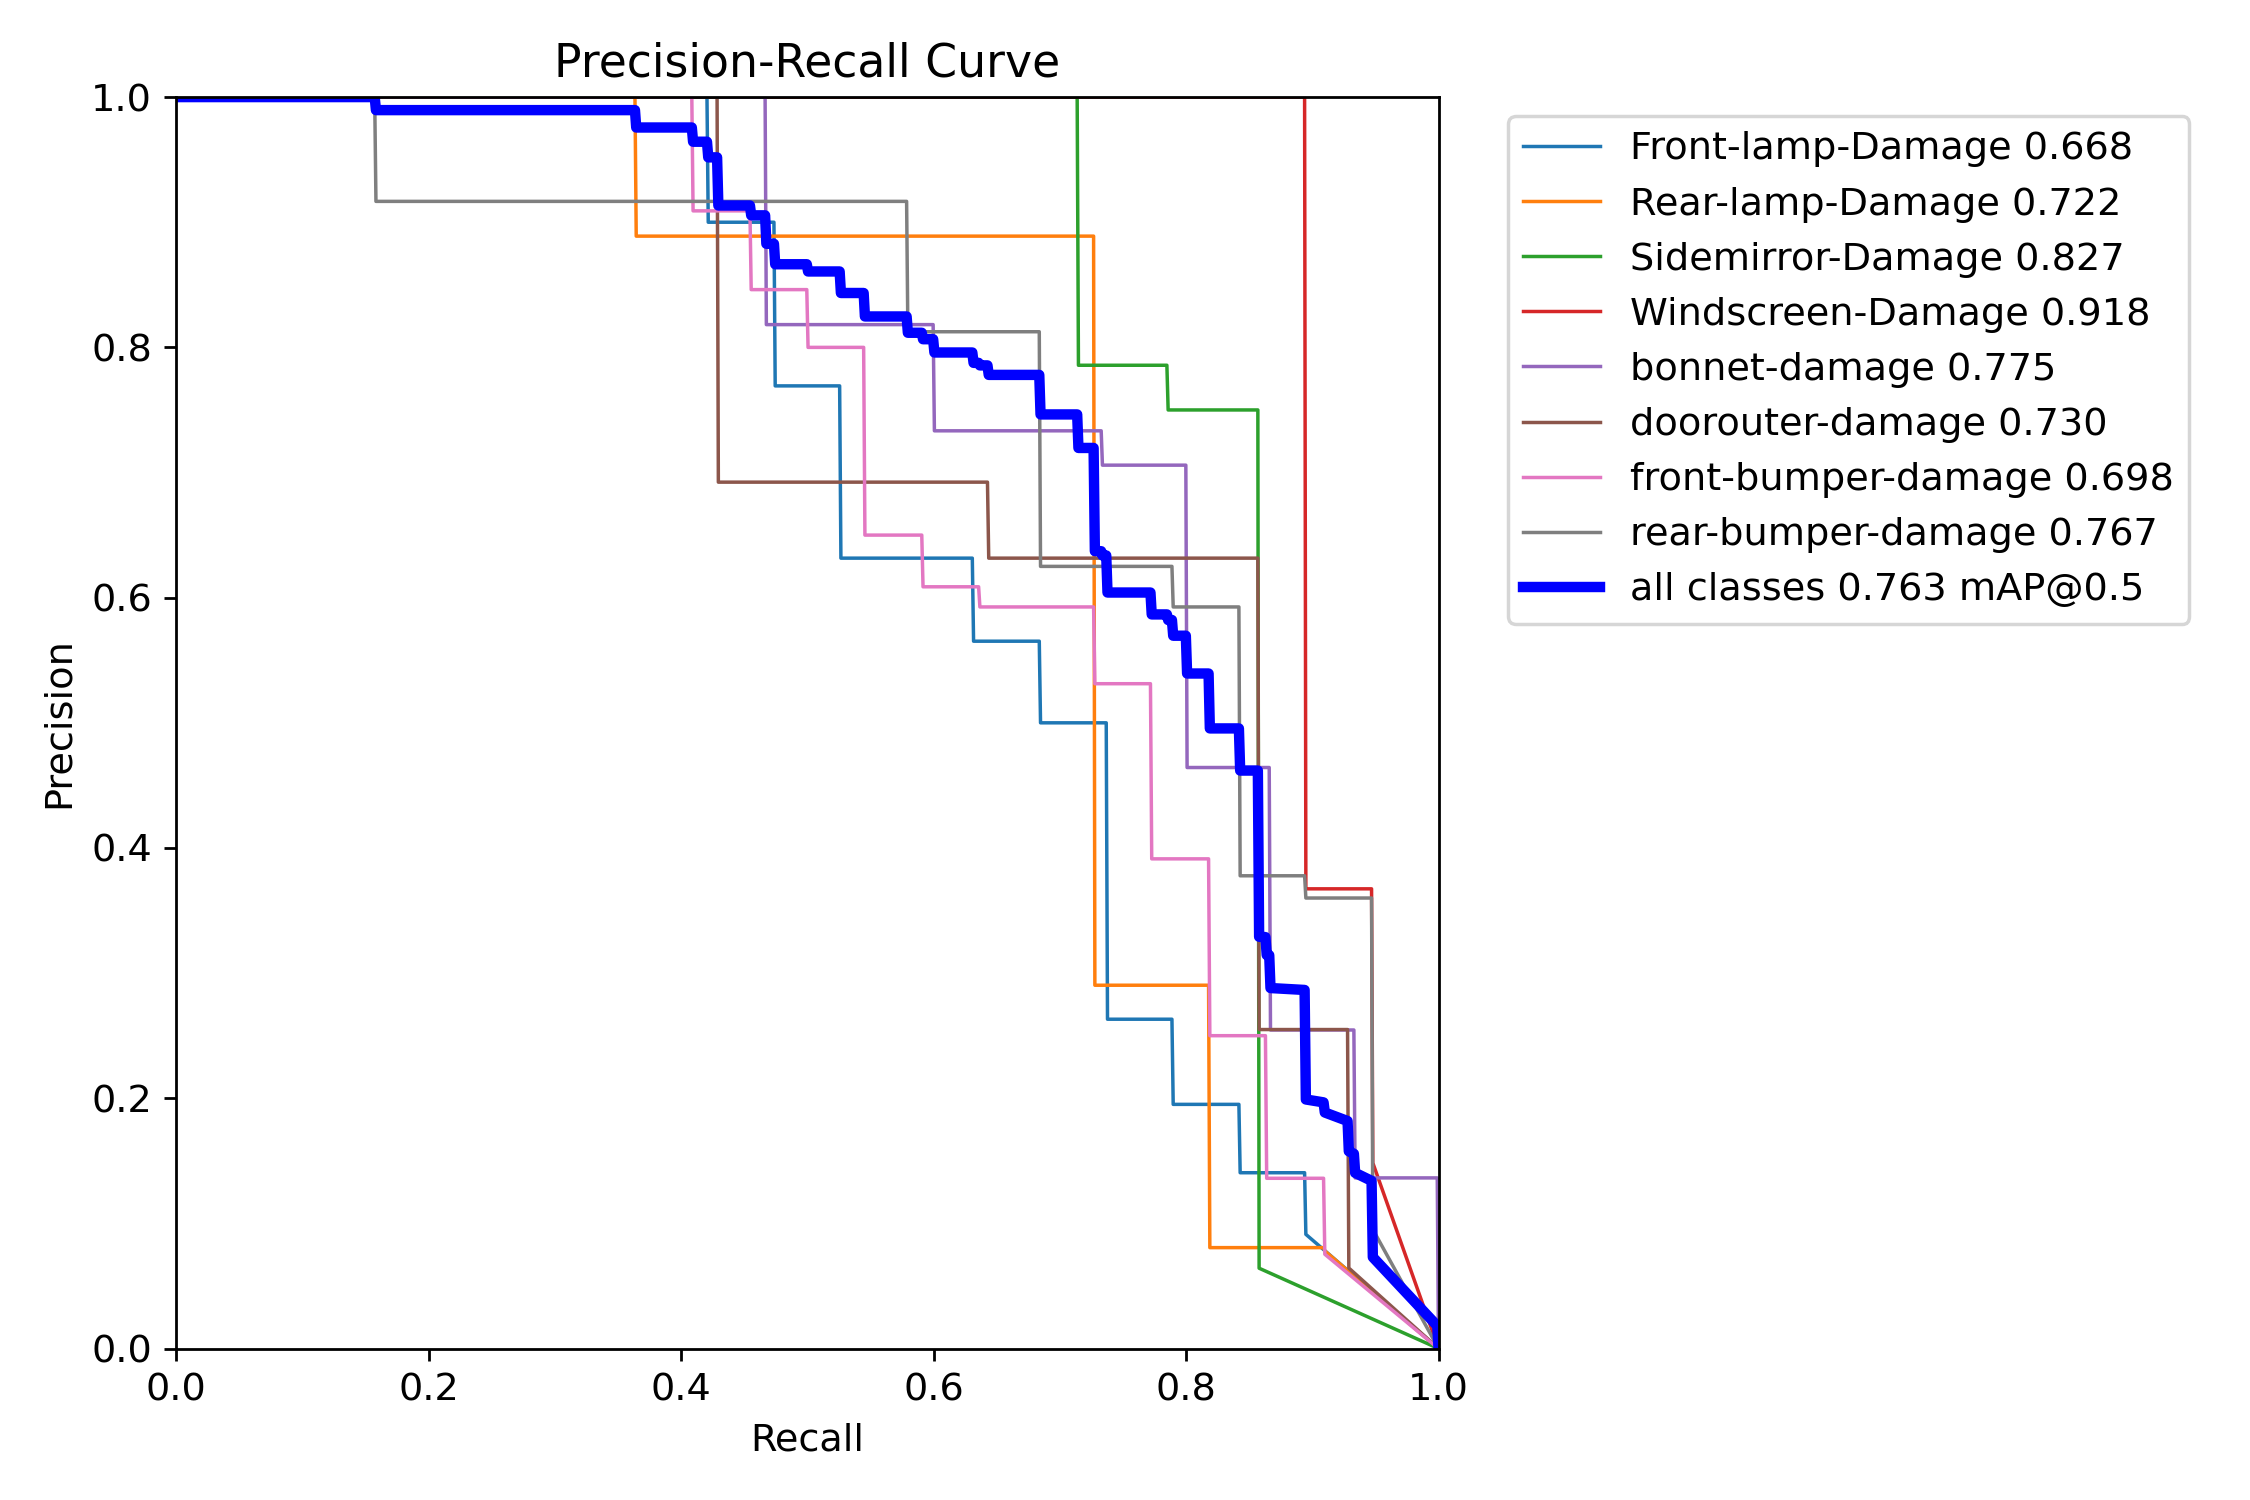 Precision-Recall Curve
1.0
0.8
0.6
0.4
0.2
0.0
Precision
0.0 0.2 0.4 0.6 0.8 1.0
Recall
Front-lamp-Damage 0.668
Rear-lamp-Damage 0.722
Sidemirror-Damage 0.827
Windscreen-Damage 0.918
bonnet-damage 0.775
doorouter-damage 0.730
front-bumper-damage 0.698
rear-bumper-damage 0.767
all classes 0.763 mAP@0.5